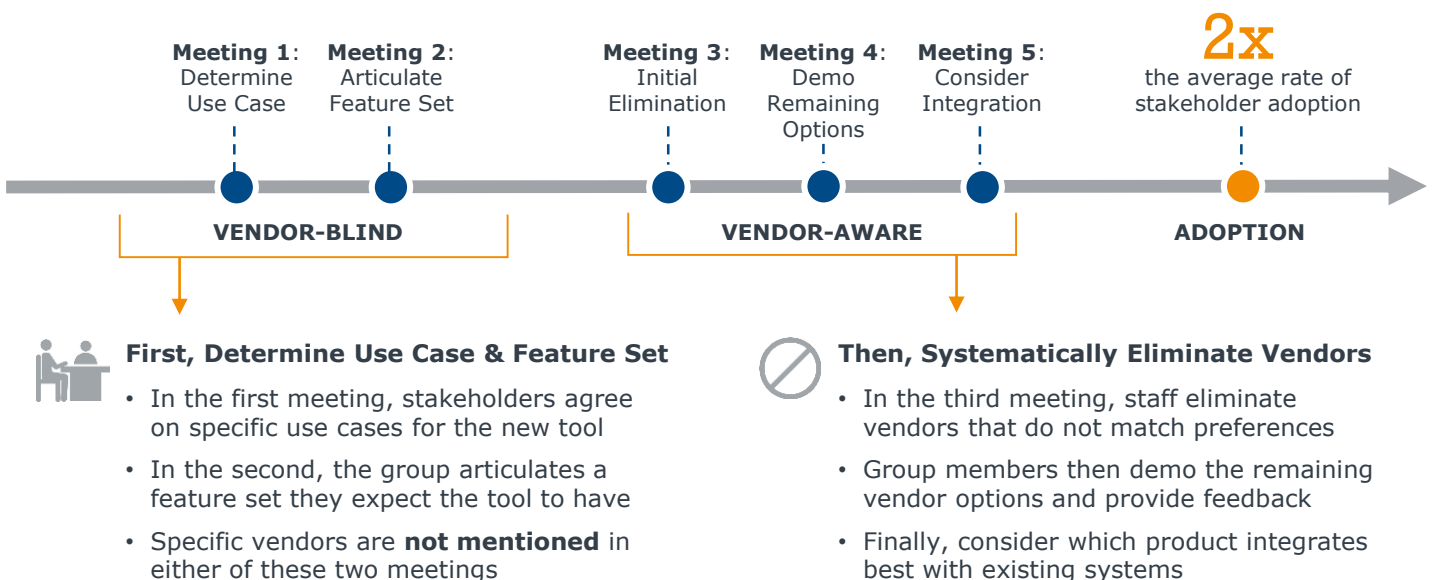 Meeting 1:
Determine
Use Case
Meeting 2:
Articulate
Feature Set
Meeting 3:
Initial
Elimination
Meeting 4:
Demo
Remaining
Options
Meeting 5:
Consider
Integration
2x
the average rate of
stakeholder adoption
VENDOR-BLIND
VENDOR-AWARE
ADOPTION
First, Determine Use Case & Feature Set
• In the first meeting, stakeholders agree
on specific use cases for the new tool
• In the second, the group articulates a
feature set they expect the tool to have
• Specific vendors are not mentioned in
either of these two meetings
Then, Systematically Eliminate Vendors
• In the third meeting, staff eliminate
vendors that do not match preferences
• Group members then demo the remaining
vendor options and provide feedback
• Finally, consider which product integrates
best with existing systems